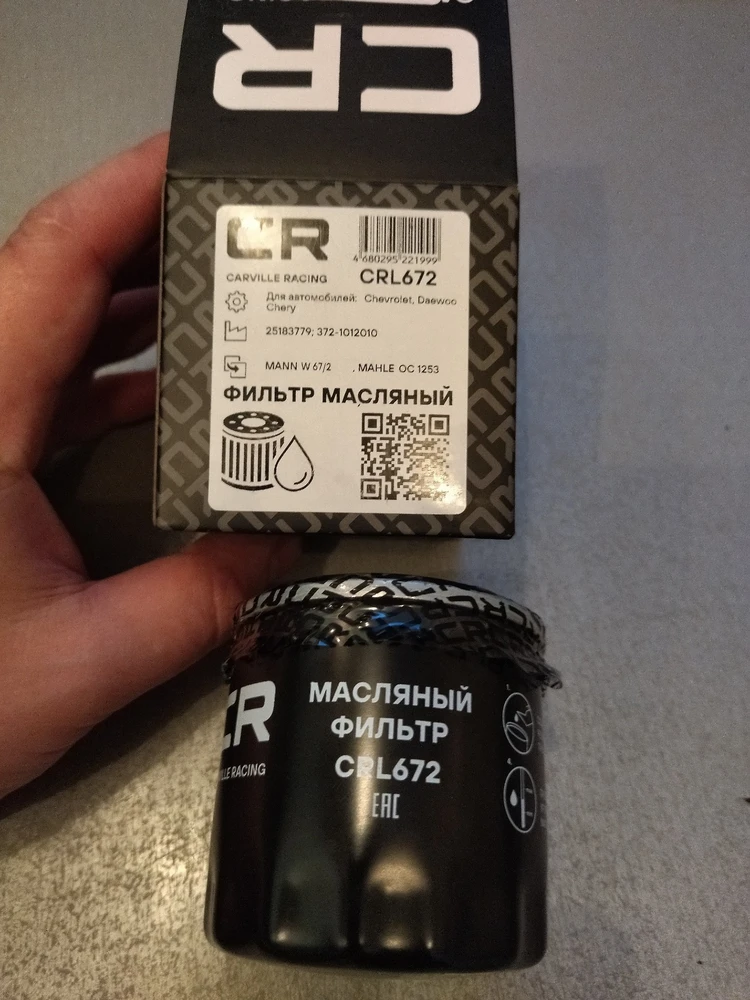 CR
CR
CARVILLE RACING
4 680295 221999
CRL672
Для автомобилей: Chevrolet, Daewoo
Chery
25183779; 372-1012010
MANN W 67/2 , MAHLE OC 1253
ФИЛЬТР МАСЛЯНЫЙ
CR
RACING
МАСЛЯНЫЙ
ФИЛЬТР
CRL672
EAC